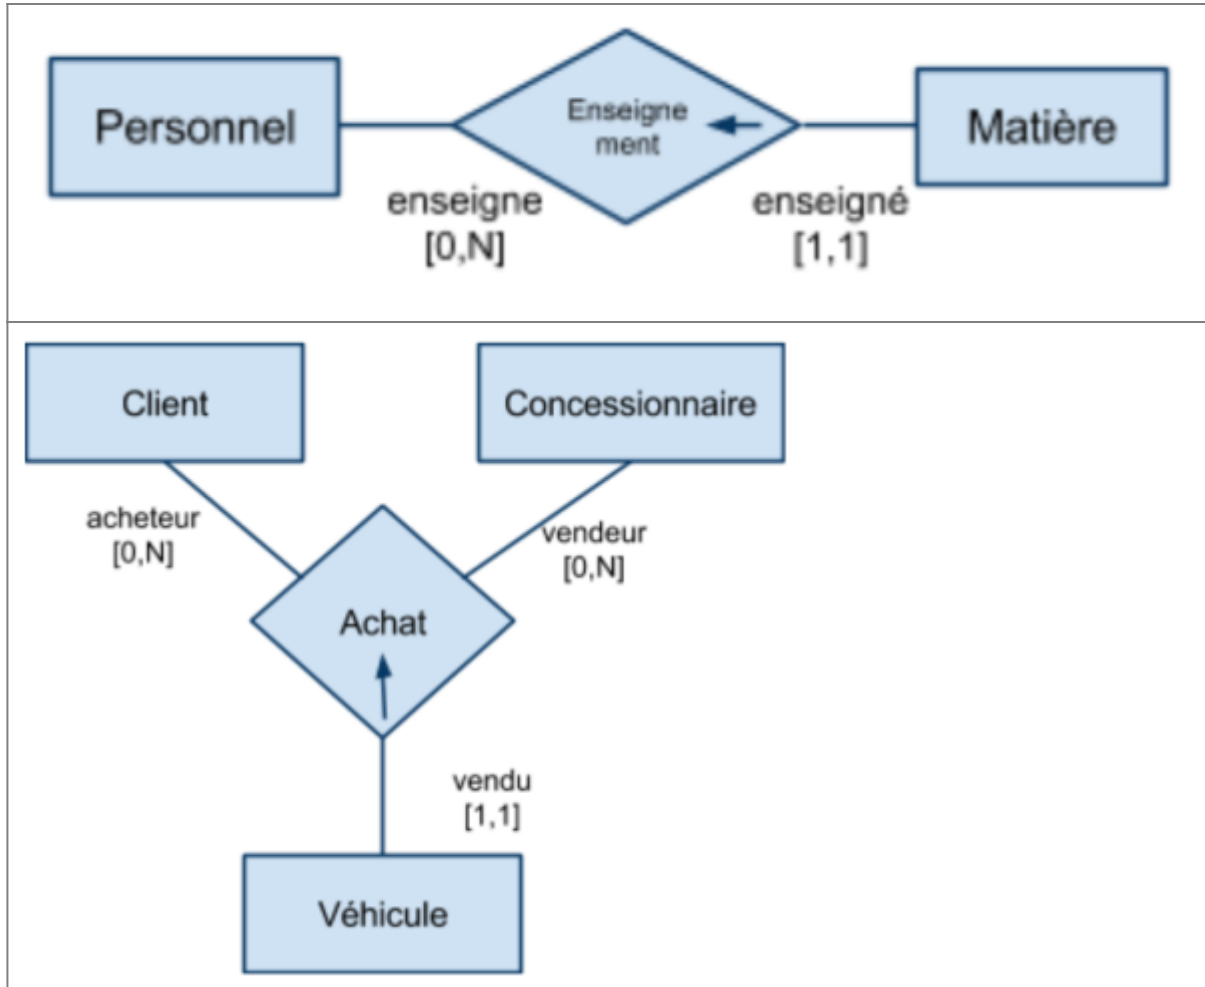 Personnel
Enseigne
ment
Matière
enseigne
[0,N]
enseigné
[1,1]
Client
Concessionnaire
acheteur
[0,N]
vendeur
[0,N]
Achat
vendu
[1,1]
Véhicule